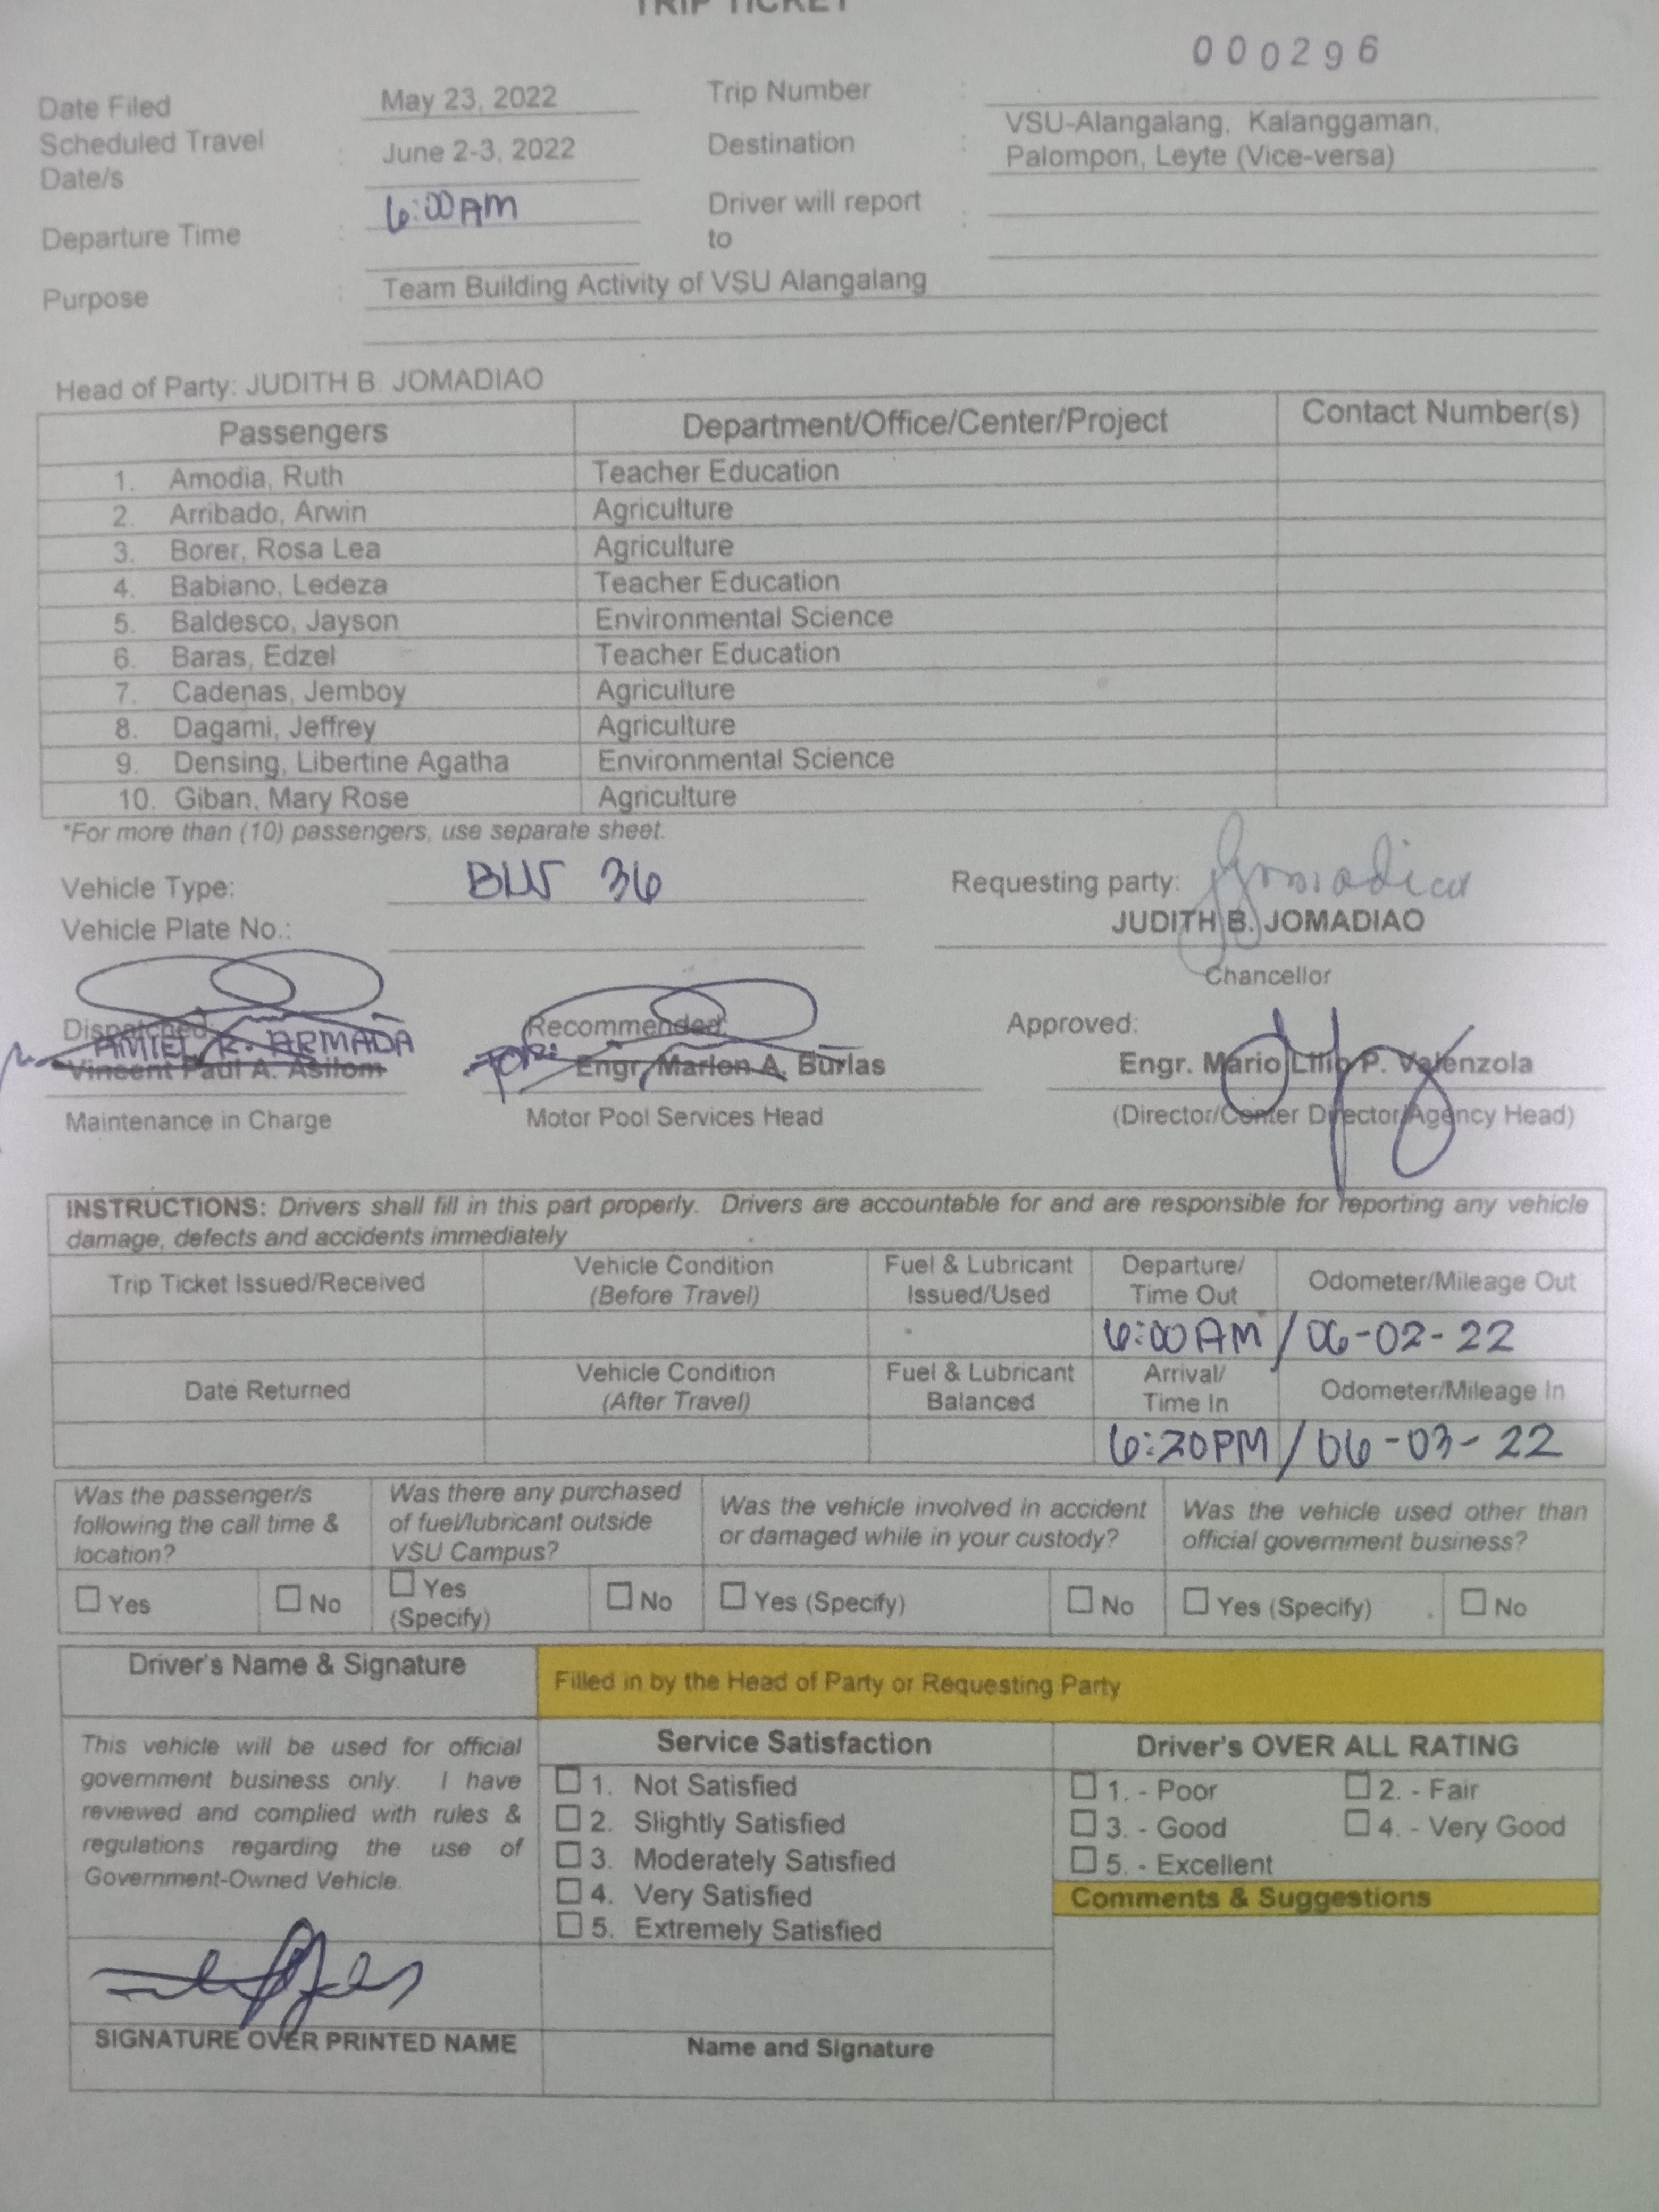 TRIP TICKET
000296
Date Filed May 23, 2022 Trip Number :
Scheduled Travel Date/s : June 2-3, 2022 Destination : VSU-Alangalang, Kalanggaman,
Palompon, Leyte (Vice-versa)
Departure Time : 6:00AM Driver will report to :
Purpose : Team Building Activity of VSU Alangalang
Head of Party: JUDITH B. JOMADIAO
Passengers Department/Office/Center/Project Contact Number(s)
1. Amodia, Ruth Teacher Education
2. Arribado, Arwin Agriculture
3. Borer, Rosa Lea Agriculture
4. Babiano, Ledeza Teacher Education
5. Baldesco, Jayson Environmental Science
6. Baras, Edzel Teacher Education
7. Cadenas, Jemboy Agriculture
8. Dagami, Jeffrey Agriculture
9. Densing, Libertine Agatha Environmental Science
10. Giban, Mary Rose Agriculture
*For more than (10) passengers, use separate sheet.
Vehicle Type: 36 Requesting party: Jomadiao
Vehicle Plate No.: JUDITH B. JOMADIAO
Chancellor
Dispatched: Recommended: Approved:
AMIEL R. ARMADA FOR:
Vincent Paul A. Asilom Engr. Marlon A. Burlas Engr. Mario Lilio P. Valenzola
Maintenance in Charge Motor Pool Services Head (Director/Center Director/Agency Head)
INSTRUCTIONS: Drivers shall fill in this part properly. Drivers are accountable for and are responsible for reporting any vehicle
damage, defects and accidents immediately
Trip Ticket Issued/Received Vehicle Condition (Before Travel) Fuel & Lubricant Issued/Used Departure/ Time Out Odometer/Mileage Out
6:00AM / 06-02-22
Date Returned Vehicle Condition (After Travel) Fuel & Lubricant Balanced Arrival/ Time In Odometer/Mileage In
6:20PM / 06-03-22
Was the passenger/s following the call time & location? Was there any purchased of fuel/lubricant outside VSU Campus? Was the vehicle involved in accident or damaged while in your custody? Was the vehicle used other than official government business?
Yes No Yes (Specify) No Yes (Specify) No Yes (Specify) No
Driver's Name & Signature Filled in by the Head of Party or Requesting Party
This vehicle will be used for official
government business only. I have
reviewed and complied with rules &
regulations regarding the use of
Government-Owned Vehicle.
Service Satisfaction
1. Not Satisfied
2. Slightly Satisfied
3. Moderately Satisfied
4. Very Satisfied
5. Extremely Satisfied
Driver's OVER ALL RATING
1. - Poor 2. - Fair
3. - Good 4. - Very Good
5. - Excellent
Comments & Suggestions
SIGNATURE OVER PRINTED NAME Name and Signature